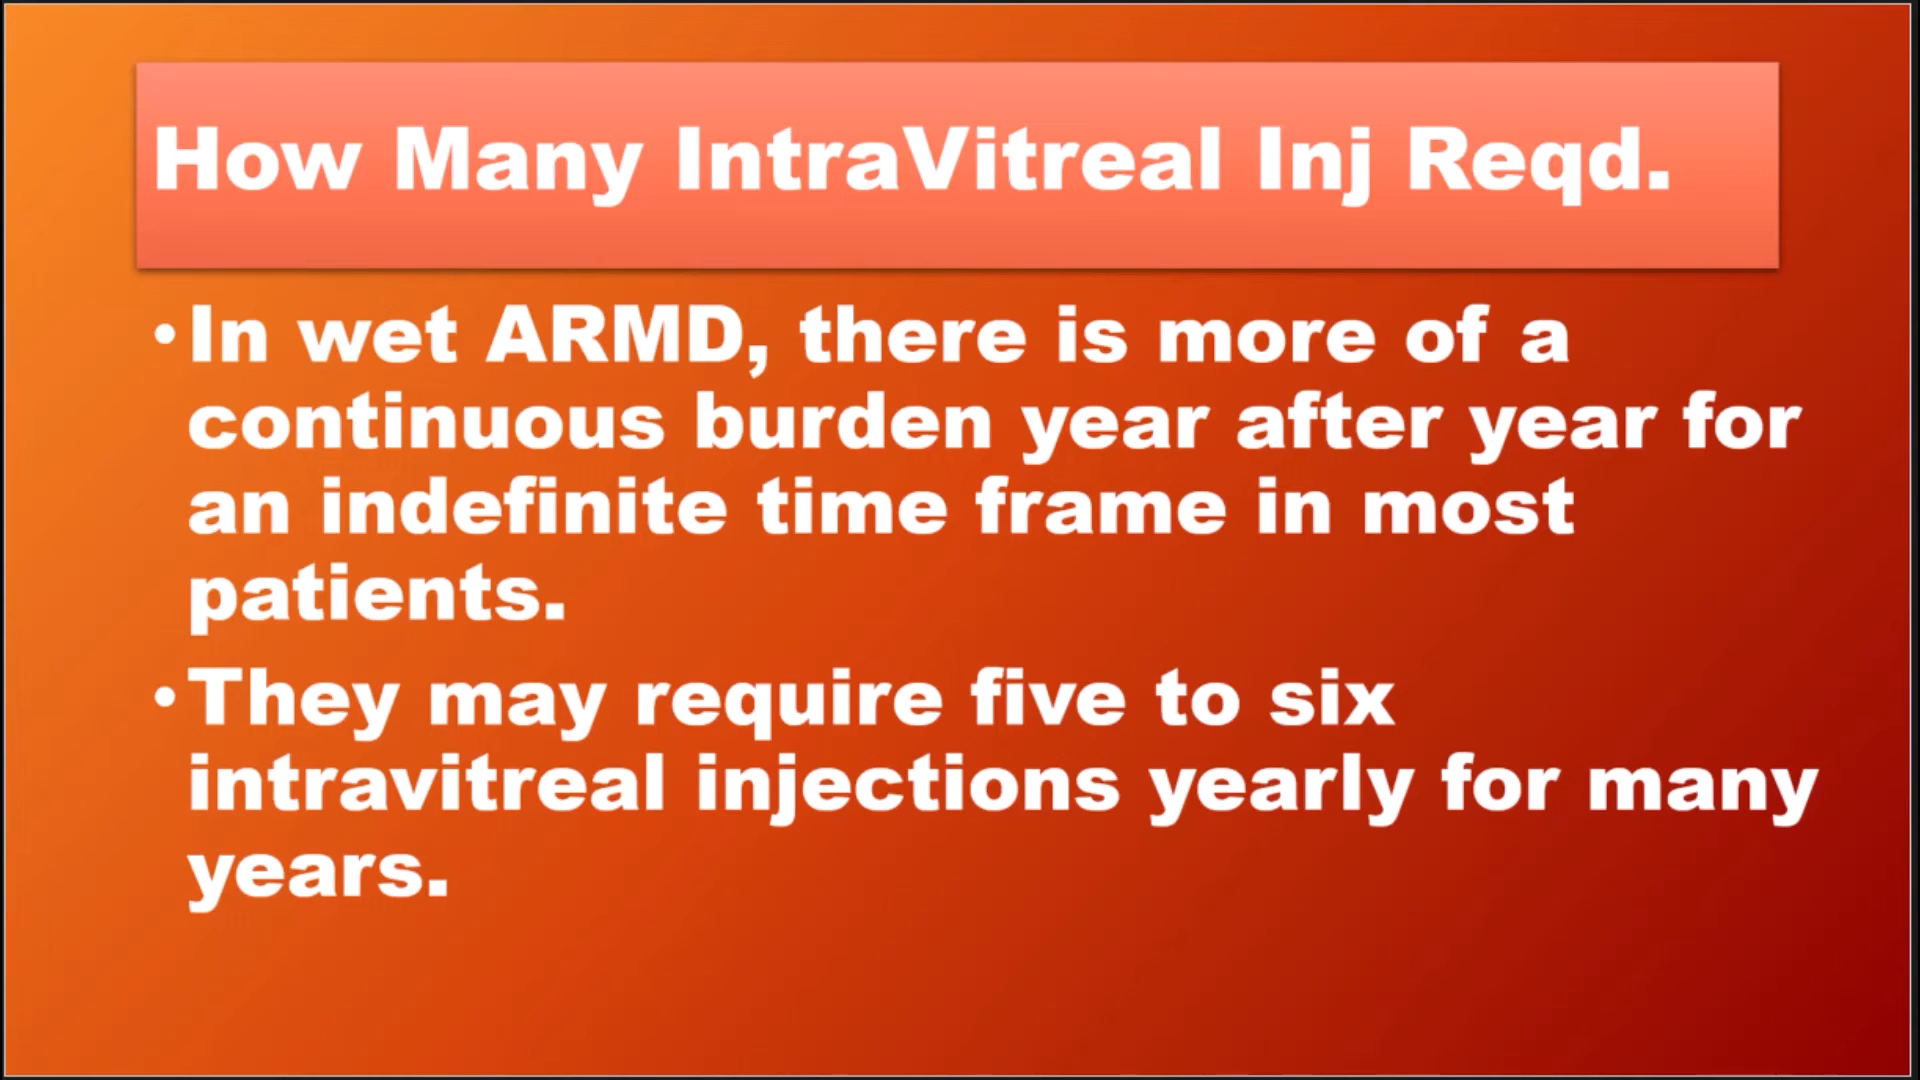 How Many IntraVitreal Inj Reqd.
•In wet ARMD, there is more of a
continuous burden year after year for
an indefinite time frame in most
patients.
•They may require five to six
intravitreal injections yearly for many
years.